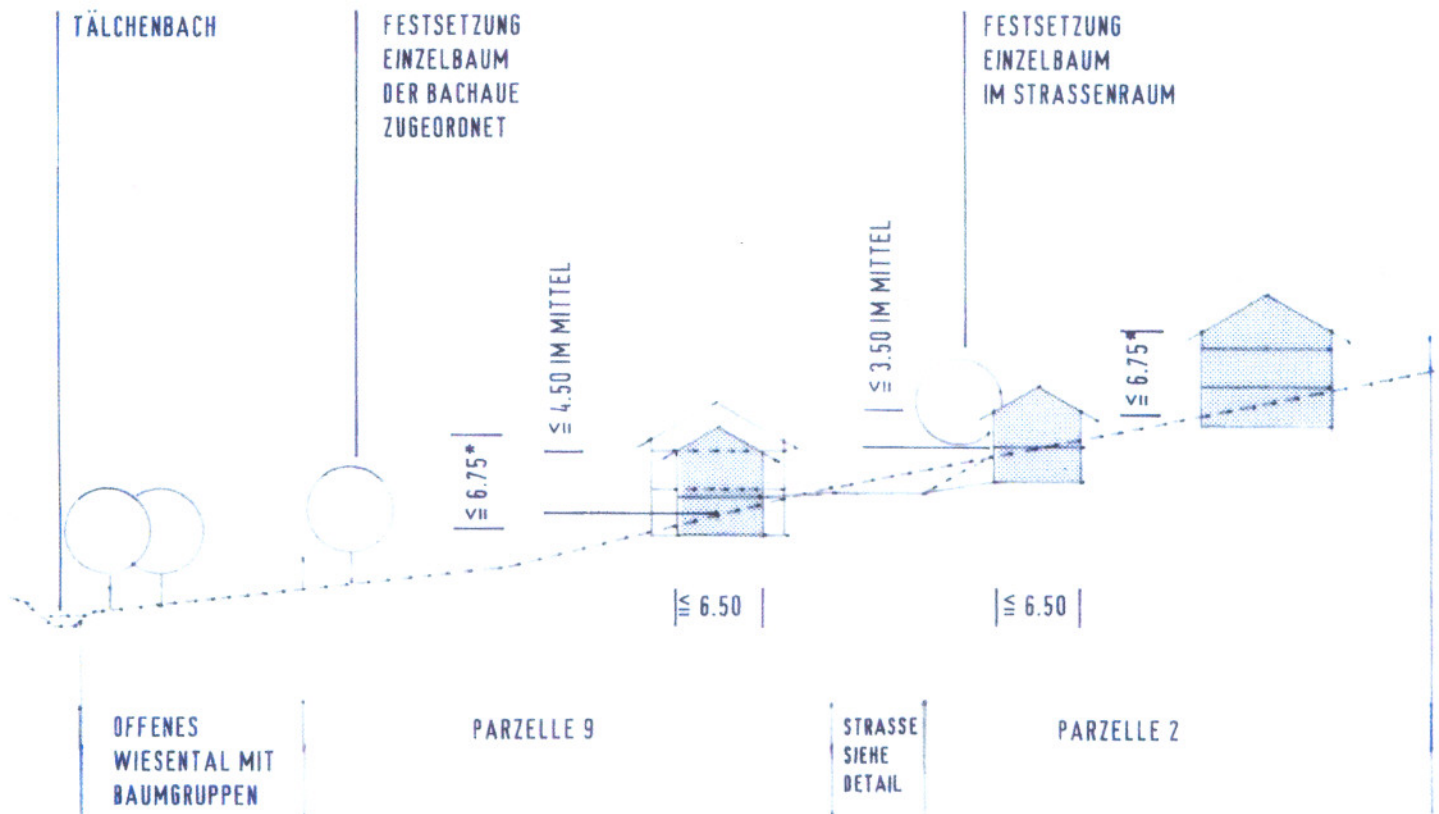 TÄLCHENBACH
FESTSETZUNG
EINZELBAUM
DER BACHAUE
ZUGEORDNET
FESTSETZUNG
EINZELBAUM
IM STRASSENRAUM
≦ 4.50 IM MITTEL
≦ 3.50 IM MITTEL
≦ 6.75*
≦ 6.75*
≦ 6.50
≦ 6.50
OFFENES
WIESENTAL MIT
BAUMGRUPPEN
PARZELLE 9
STRASSE
SIEHE
DETAIL
PARZELLE 2